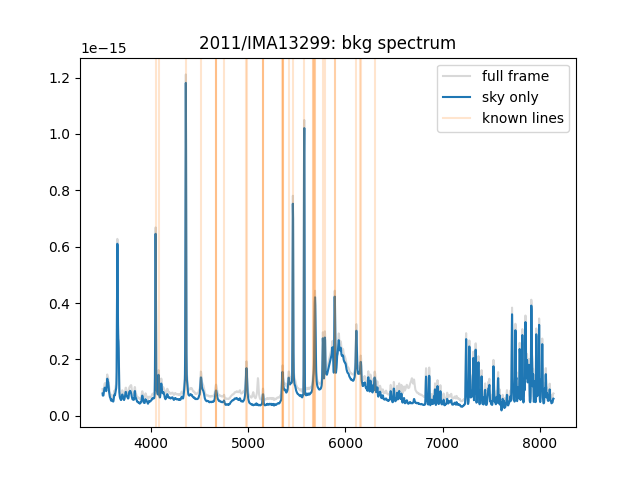 2011/IMA13299: bkg spectrum
1e−15
full frame
sky only
known lines
1.2
1.0
0.8
0.6
0.4
0.2
0.0
4000 5000 6000 7000 8000